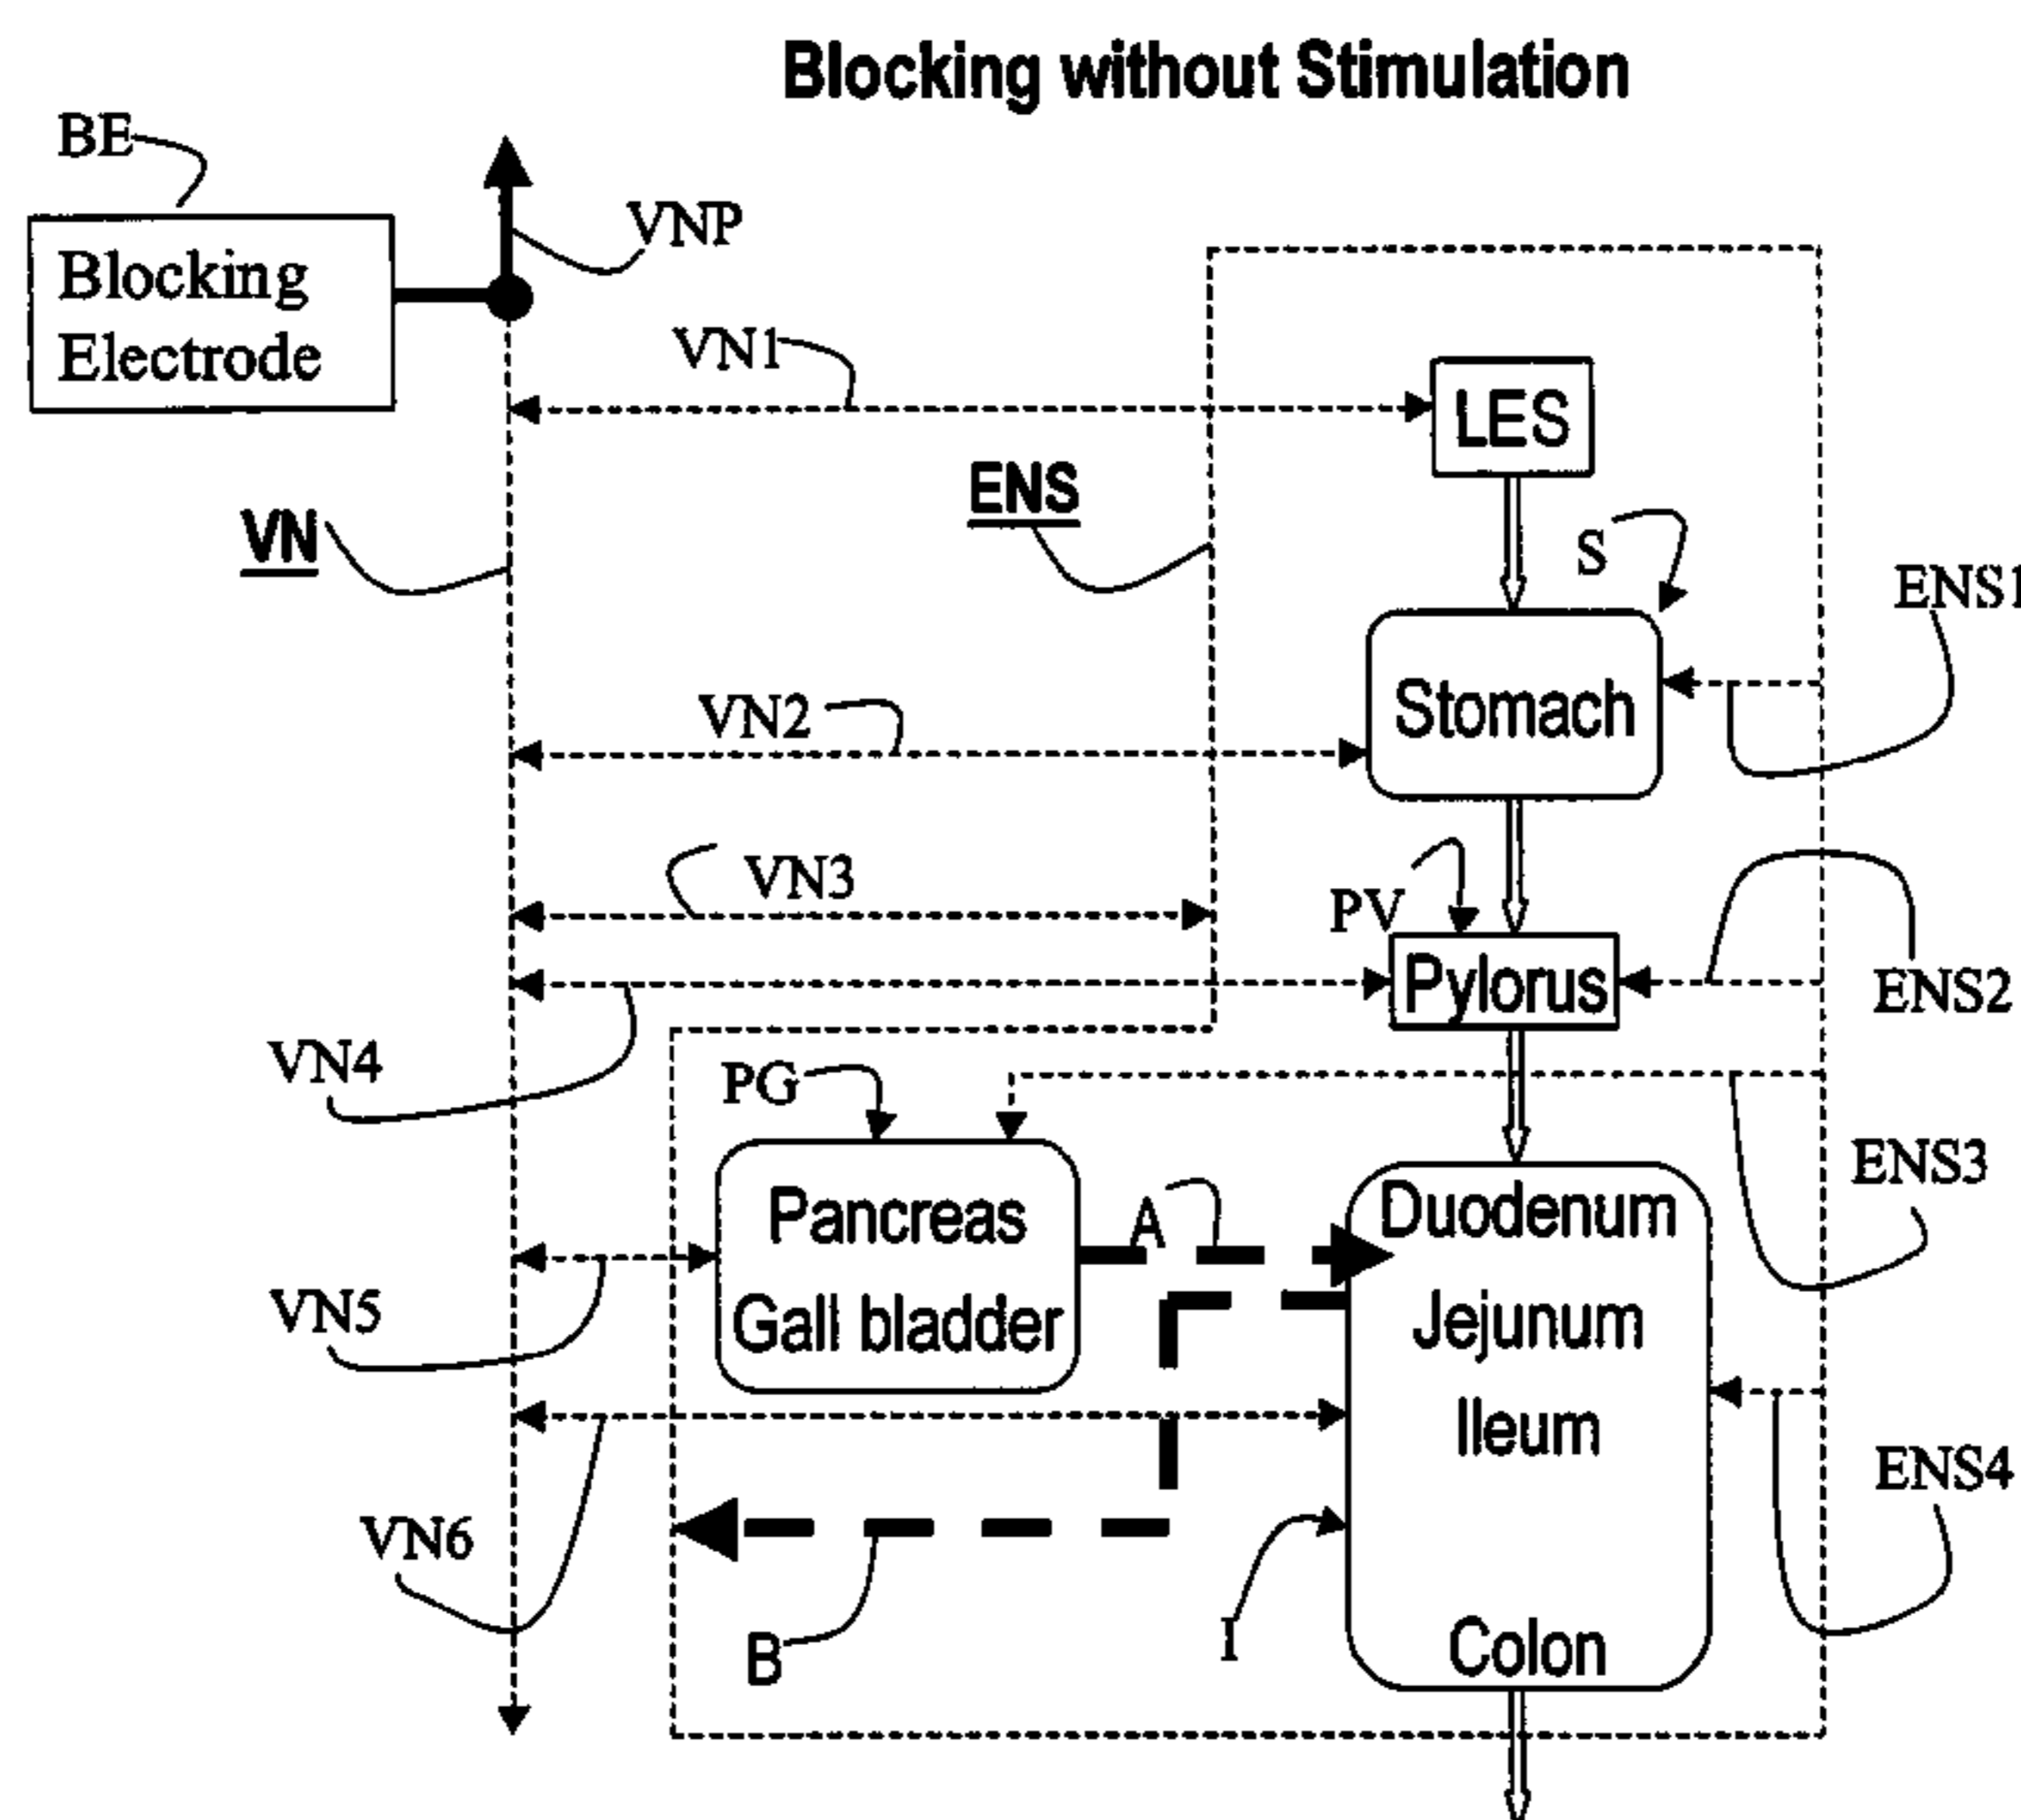 Blocking without Stimulation
BE
VNP
Blocking
Electrode
VN1
LES
ENS
VN
S
ENS1
VN2
Stomach
VN3
PV
Pylorus
ENS2
VN4
PG
ENS3
Pancreas
Gall bladder
A
Duodenum
Jejunum
Ileum
Colon
VN5
ENS4
VN6
B
I